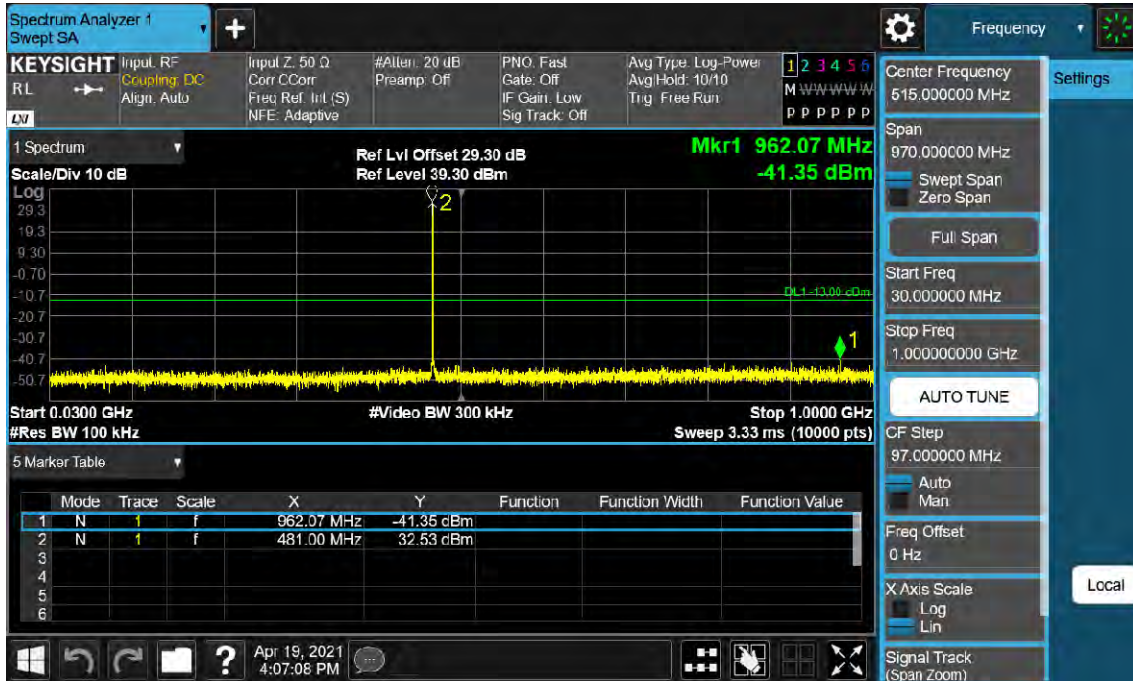 Spectrum Analyzer 1
Swept SA
+
Frequency
KEYSIGHT
RL
LXI
Input: RF
Coupling: DC
Align: Auto
Input Z: 50 Ω
Corr CCorr
Freq Ref: Int (S)
NFE: Adaptive
#Atten: 20 dB
Preamp: Off
PNO: Fast
Gate: Off
IF Gain: Low
Sig Track: Off
Avg Type: Log-Power
Avg|Hold: 10/10
Trig: Free Run
1 2 3 4 5 6
M W W W W W
P P P P P P
Center Frequency
515.000000 MHz
Settings
1 Spectrum
Scale/Div 10 dB
Ref Lvl Offset 29.30 dB
Ref Level 39.30 dBm
Mkr1 962.07 MHz
-41.35 dBm
Log
29.3
19.3
9.30
-0.70
-10.7
-20.7
-30.7
-40.7
-50.7
2
DL1 -13.00 dBm
1
Start 0.0300 GHz
#Video BW 300 kHz
Stop 1.0000 GHz
#Res BW 100 kHz
Sweep 3.33 ms (10000 pts)
Span
970.000000 MHz
Swept Span
Zero Span
Full Span
Start Freq
30.000000 MHz
Stop Freq
1.000000000 GHz
AUTO TUNE
CF Step
97.000000 MHz
Auto
Man
Freq Offset
0 Hz
X Axis Scale
Log
Lin
Signal Track
(Span Zoom)
Local
5 Marker Table
Mode Trace Scale X Y Function Function Width Function Value
1 N 1 f 962.07 MHz -41.35 dBm
2 N 1 f 481.00 MHz 32.53 dBm
3
4
5
6
?
Apr 19, 2021
4:07:08 PM